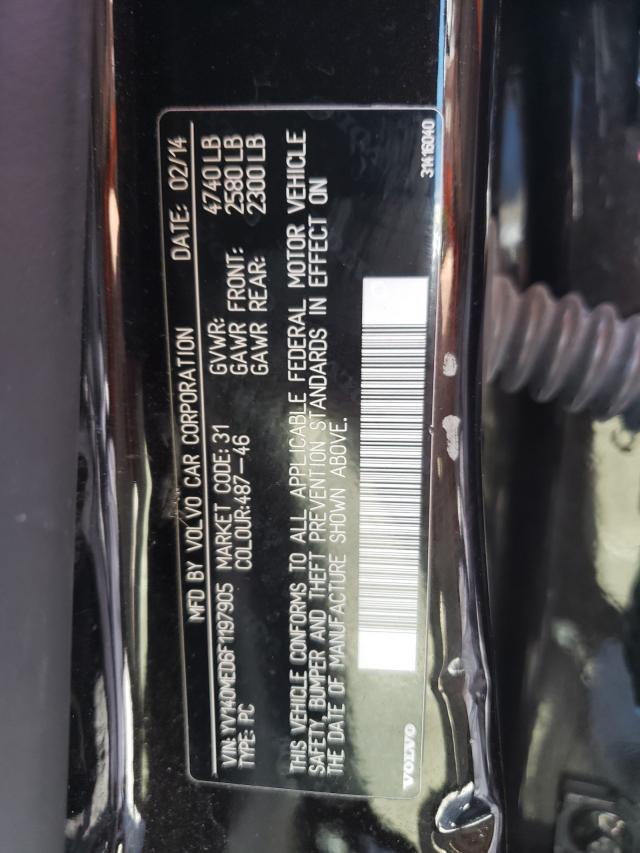 MFD BY VOLVO CAR CORPORATION DATE: 02/14
VIN: YV140MEDGF1197905 GVWR: 4740 LB
TYPE: PC MARKET CODE: 31 GAWR FRONT: 2580 LB
COLOUR: 487-46 GAWR REAR: 2300 LB
THIS VEHICLE CONFORMS TO ALL APPLICABLE FEDERAL MOTOR VEHICLE
SAFETY, BUMPER AND THEFT PREVENTION STANDARDS IN EFFECT ON
THE DATE OF MANUFACTURE SHOWN ABOVE.
VOLVO 31416040